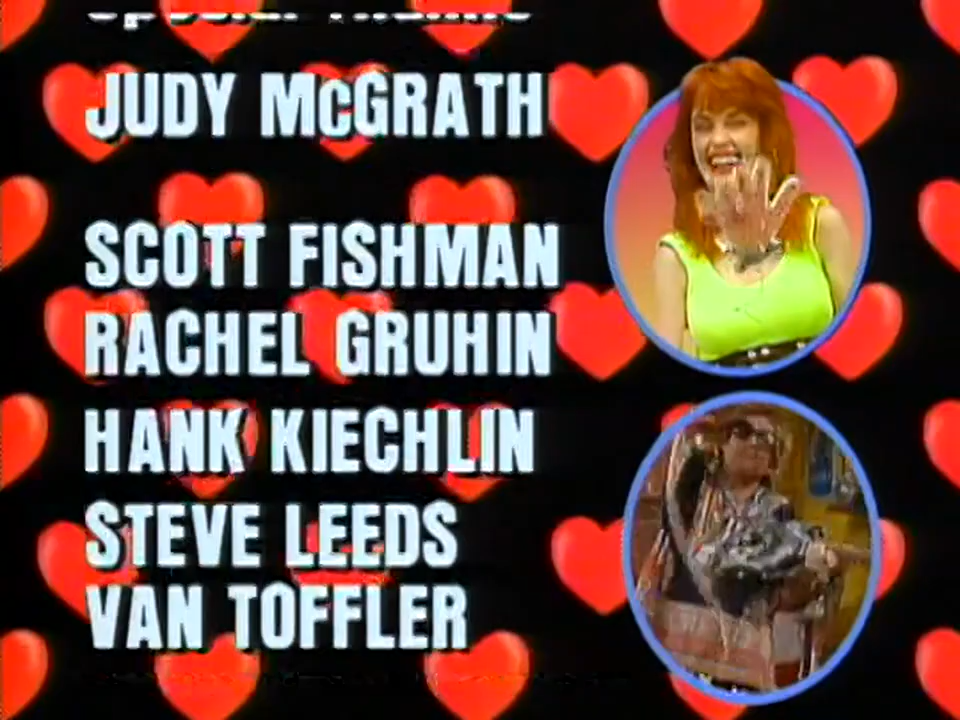 JUDY McGRATH
SCOTT FISHMAN
RACHEL GRUHIN
HANK KIECHLIN
STEVE LEEDS
VAN TOFFLER